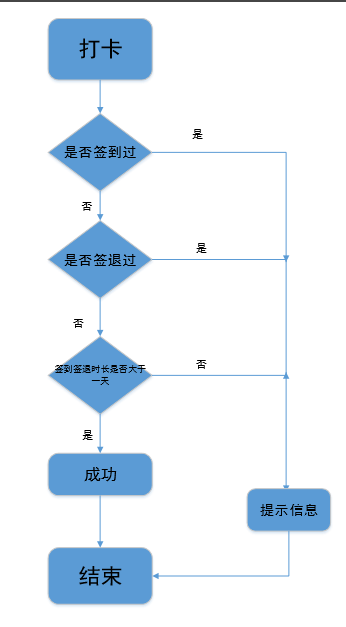 打卡
是
是否签到过
否
是
是否签退过
否
签到签退时长是否大于
一天
否
是
成功
提示信息
结束